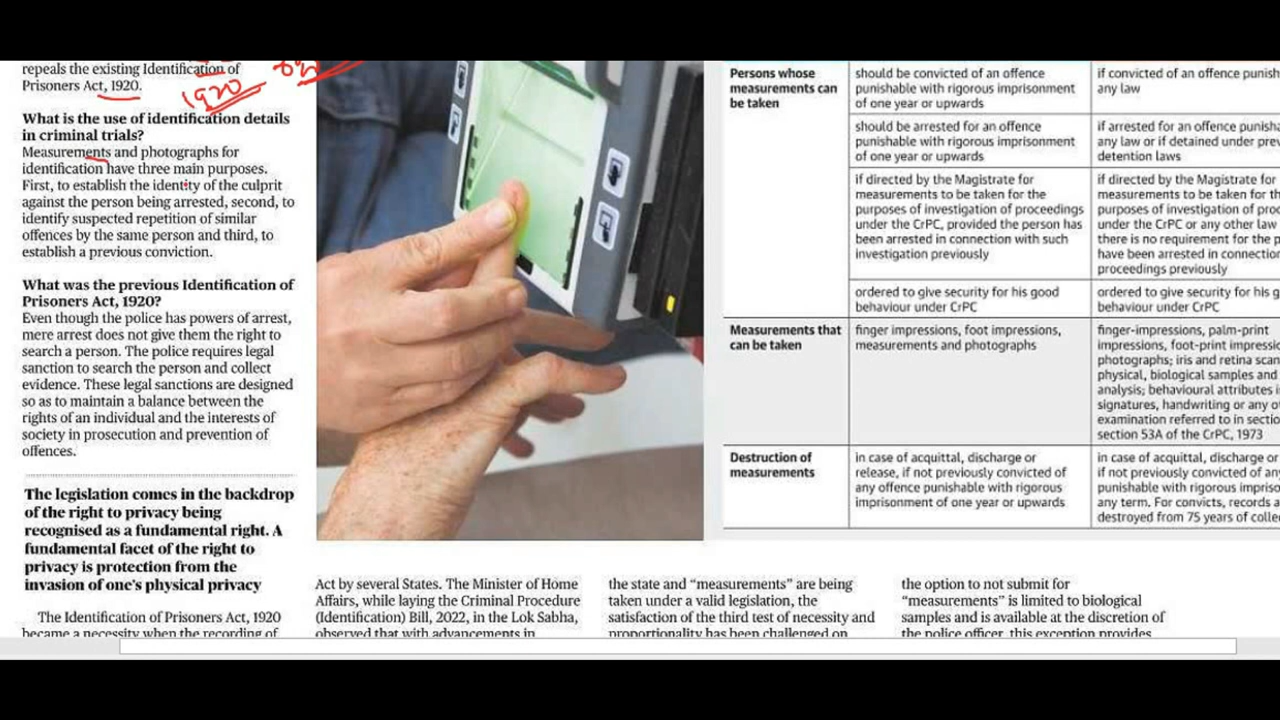 repeals the existing Identification of
Prisoners Act, 1920.
1920
What is the use of identification details
in criminal trials?
Measurements and photographs for
identification have three main purposes.
First, to establish the identity of the culprit
against the person being arrested, second, to
identify suspected repetition of similar
offences by the same person and third, to
establish a previous conviction.
What was the previous Identification of
Prisoners Act, 1920?
Even though the police has powers of arrest,
mere arrest does not give them the right to
search a person. The police requires legal
sanction to search the person and collect
evidence. These legal sanctions are designed
so as to maintain a balance between the
rights of an individual and the interests of
society in prosecution and prevention of
offences.
The legislation comes in the backdrop
of the right to privacy being
recognised as a fundamental right. A
fundamental facet of the right to
privacy is protection from the
invasion of one's physical privacy
The Identification of Prisoners Act, 1920
became a necessity when the recording of
Act by several States. The Minister of Home
Affairs, while laying the Criminal Procedure
(Identification) Bill, 2022, in the Lok Sabha,
observed that with advancements in
the state and “measurements” are being
taken under a valid legislation, the
satisfaction of the third test of necessity and
proportionality has been challenged on
the option to not submit for
“measurements” is limited to biological
samples and is available at the discretion of
the police officer, this exception provides
Persons whose
measurements can
be taken
should be convicted of an offence
punishable with rigorous imprisonment
of one year or upwards
if convicted of an offence punish
any law
should be arrested for an offence
punishable with rigorous imprisonment
of one year or upwards
if arrested for an offence punisha
any law or if detained under prev
detention laws
if directed by the Magistrate for
measurements to be taken for the
purposes of investigation of proceedings
under the CrPC, provided the person has
been arrested in connection with such
investigation previously
if directed by the Magistrate for
measurements to be taken for th
purposes of investigation of proc
under the CrPC or any other law
there is no requirement for the p
have been arrested in connection
proceedings previously
ordered to give security for his good
behaviour under CrPC
ordered to give security for his g
behaviour under CrPC
Measurements that
can be taken
finger impressions, foot impressions,
measurements and photographs
finger-impressions, palm-print
impressions, foot-print impressio
photographs; iris and retina scan
physical, biological samples and
analysis; behavioural attributes i
signatures, handwriting or any o
examination referred to in sectio
section 53A of the CrPC, 1973
Destruction of
measurements
in case of acquittal, discharge or
release, if not previously convicted of
any offence punishable with rigorous
imprisonment of one year or upwards
in case of acquittal, discharge or
if not previously convicted of any
punishable with rigorous impriso
any term. For convicts, records a
destroyed from 75 years of colle